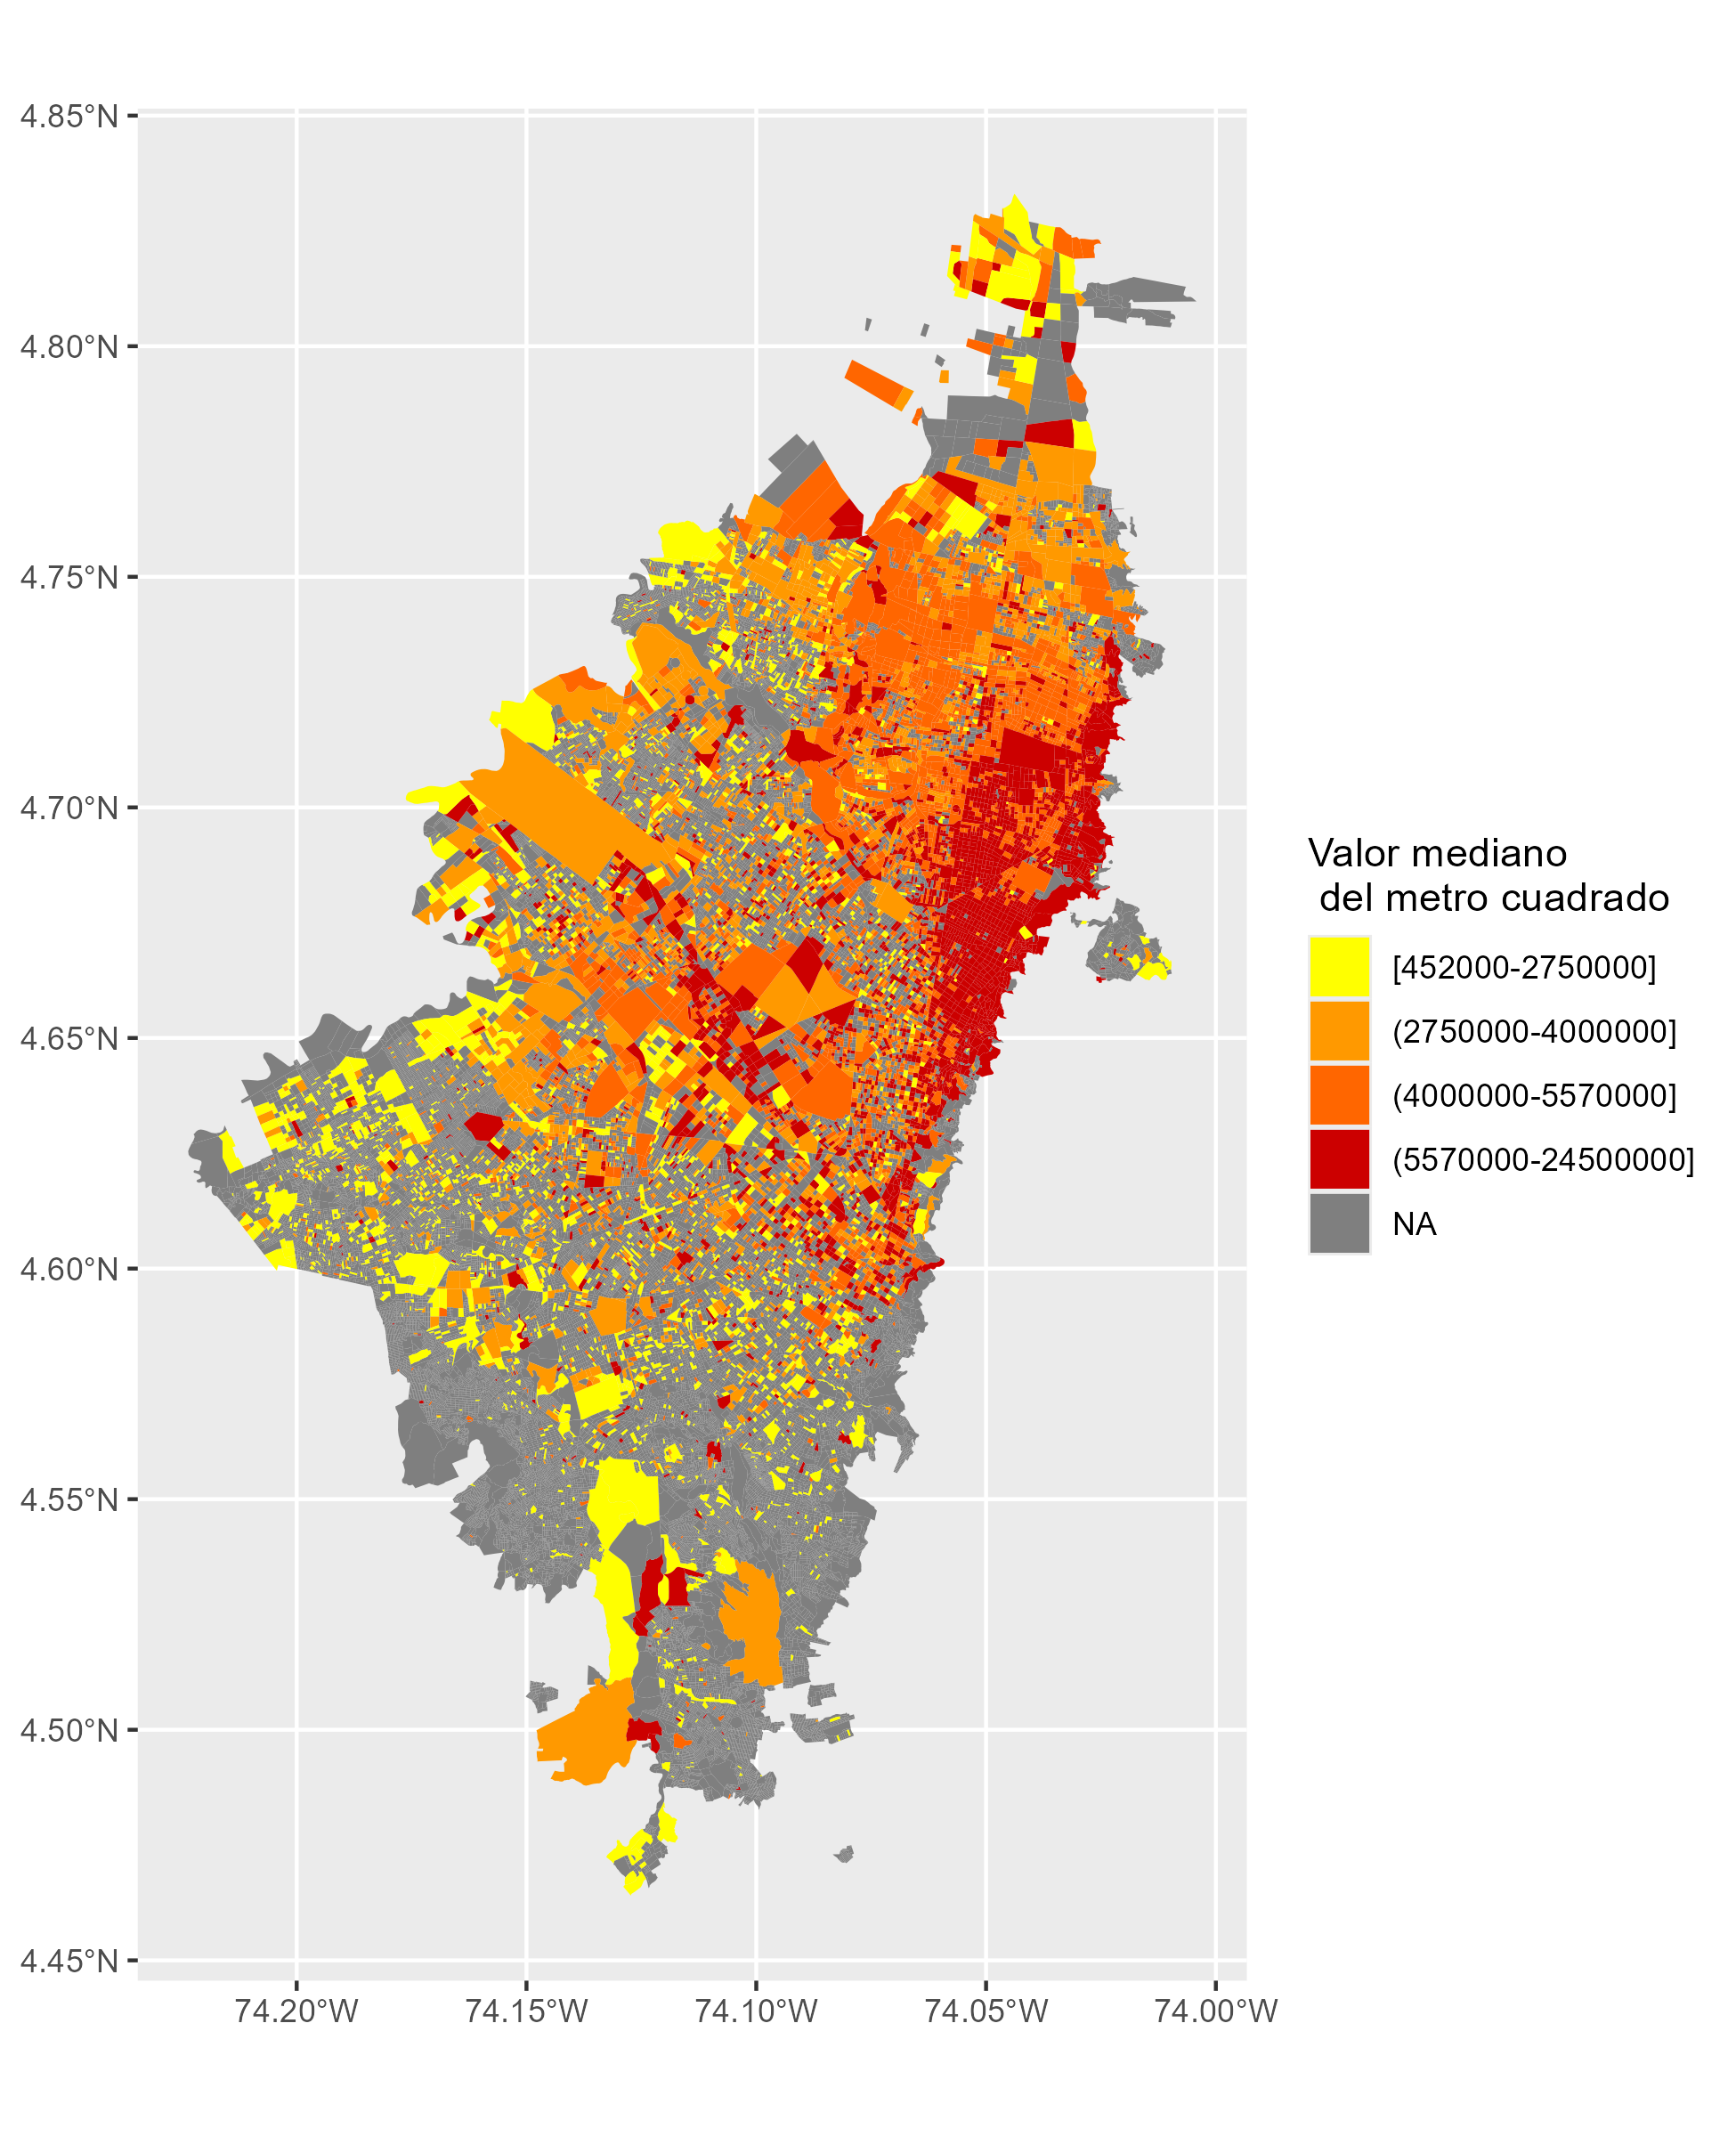 4.85°N
4.80°N
4.75°N
4.70°N
4.65°N
4.60°N
4.55°N
4.50°N
4.45°N
74.20°W
74.15°W
74.10°W
74.05°W
74.00°W
Valor mediano
del metro cuadrado
[452000-2750000]
(2750000-4000000]
(4000000-5570000]
(5570000-24500000]
NA